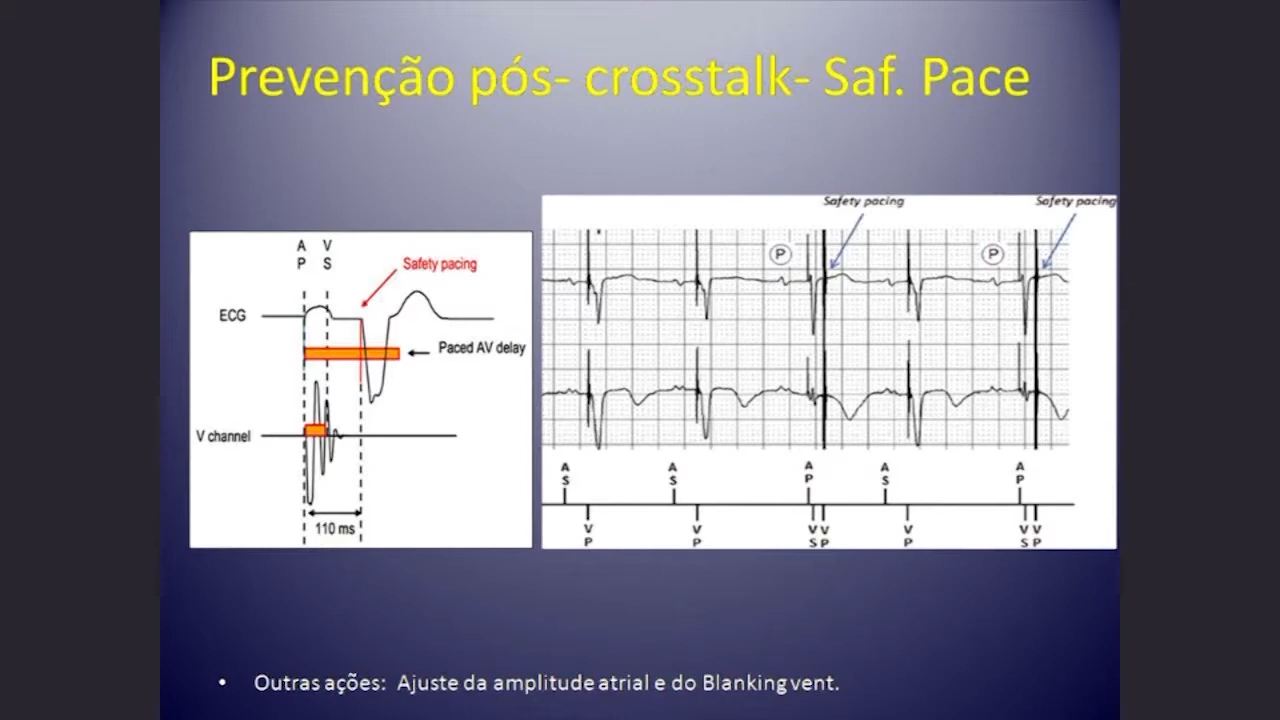 Prevenção pós- crosstalk- Saf. Pace
A V
P S
Safety pacing
ECG
Paced AV delay
V channel
110 ms
Safety pacing Safety pacing
P P
A A A A A
S S P S P
V V V V V V V
P P S P P S P
• Outras ações: Ajuste da amplitude atrial e do Blanking vent.